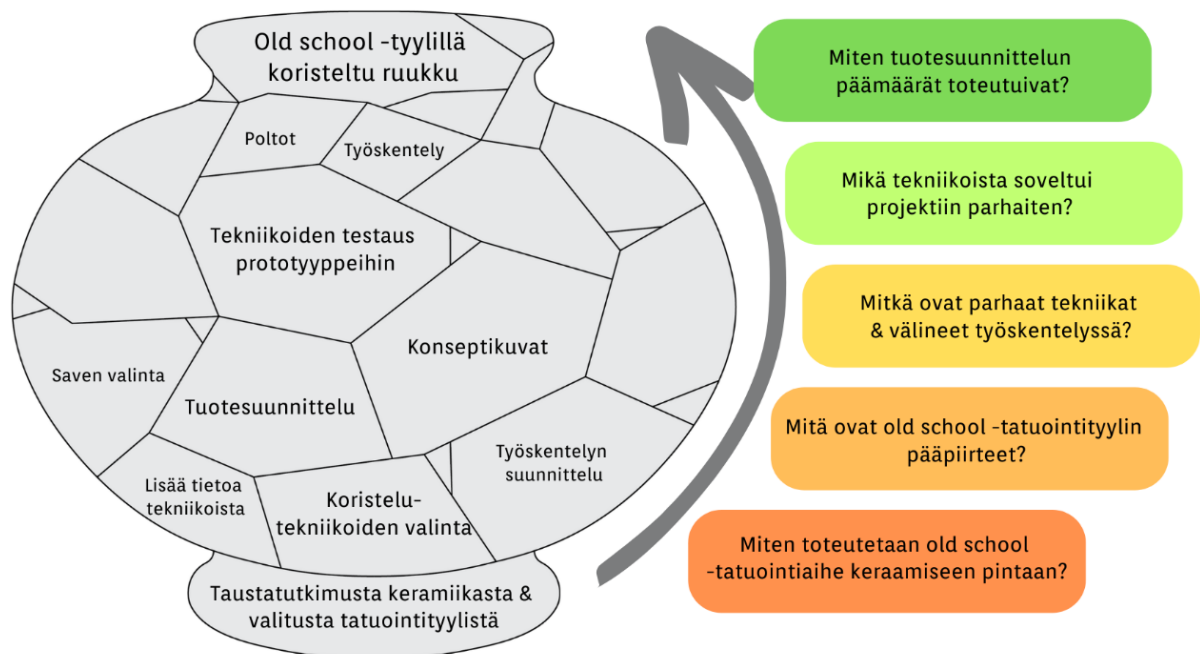 Old school -tyylillä
koristeltu ruukku
Poltot
Työskentely
Tekniikoiden testaus
prototyyppeihin
Konseptikuvat
Saven valinta
Tuotesuunnittelu
Työskentelyn
suunnittelu
Lisää tietoa
tekniikoista
Koristelu-
tekniikoiden valinta
Taustatutkimusta keramiikasta &
valitusta tatuointityylistä
Miten tuotesuunnittelun
päämäärät toteutuivat?
Mikä tekniikoista soveltui
projektiin parhaiten?
Mitkä ovat parhaat tekniikat
& välineet työskentelyssä?
Mitä ovat old school -tatuointityylin
pääpiirteet?
Miten toteutetaan old school
-tatuointiaihe keraamiseen pintaan?